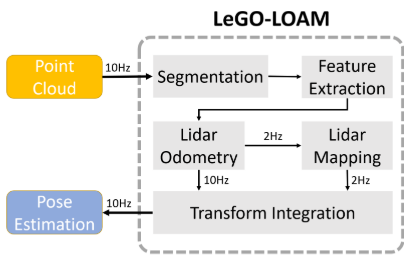 LeGO-LOAM
Point
Cloud
10Hz
Segmentation
Feature
Extraction
Lidar
Odometry
2Hz
Lidar
Mapping
10Hz
2Hz
Pose
Estimation
10Hz
Transform Integration